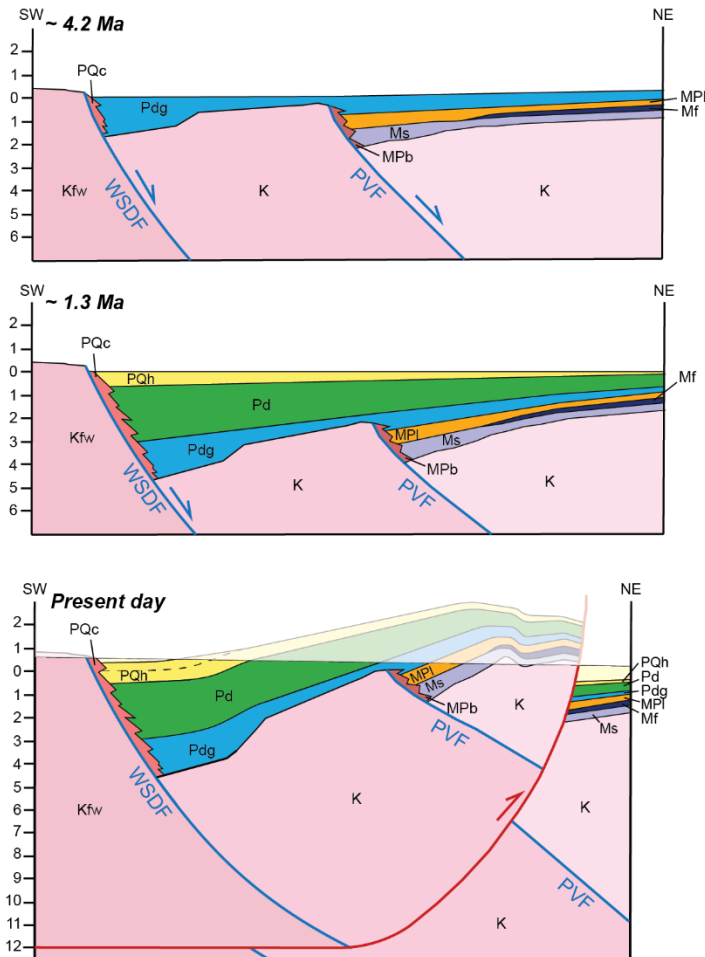 SW
~ 4.2 Ma
NE
2
1
0
1
2
3
4
5
6
PQc
Pdg
MPl
Mf
Ms
MPb
Kfw
WSDF
K
PVF
K
SW
~ 1.3 Ma
NE
2
1
0
1
2
3
4
5
6
PQc
PQh
Mf
Pd
MPl
Ms
Kfw
Pdg
MPb
WSDF
K
PVF
K
SW
Present day
NE
2
1
0
1
2
3
4
5
6
7
8
9
10
11
12
PQc
PQh
MPl
Ms
Pd
MPb
K
Pdg
PVF
WSDF
Kfw
K
PQh
Pd
Pdg
MPl
Mf
Ms
K
PVF
K